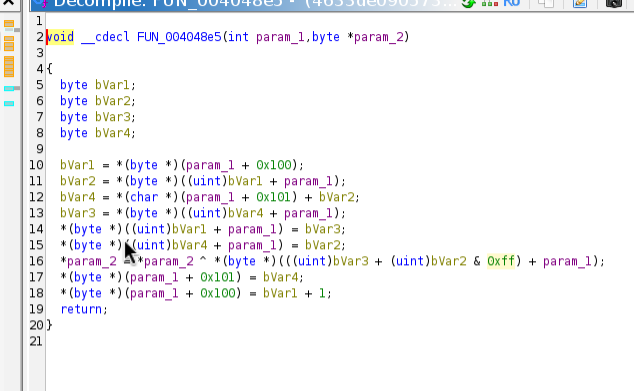 Decompile: FUN_004048e5 -
1
2 void __cdecl FUN_004048e5(int param_1,byte *param_2)
3
4 {
5 byte bVar1;
6 byte bVar2;
7 byte bVar3;
8 byte bVar4;
9
10 bVar1 = *(byte *)(param_1 + 0x100);
11 bVar2 = *(byte *)((uint)bVar1 + param_1);
12 bVar4 = *(char *)(param_1 + 0x101) + bVar2;
13 bVar3 = *(byte *)((uint)bVar4 + param_1);
14 *(byte *)((uint)bVar1 + param_1) = bVar3;
15 *(byte *)((uint)bVar4 + param_1) = bVar2;
16 *param_2 = *param_2 ^ *(byte *)(((uint)bVar3 + (uint)bVar2 & 0xff) + param_1);
17 *(byte *)(param_1 + 0x101) = bVar4;
18 *(byte *)(param_1 + 0x100) = bVar1 + 1;
19 return;
20 }
21